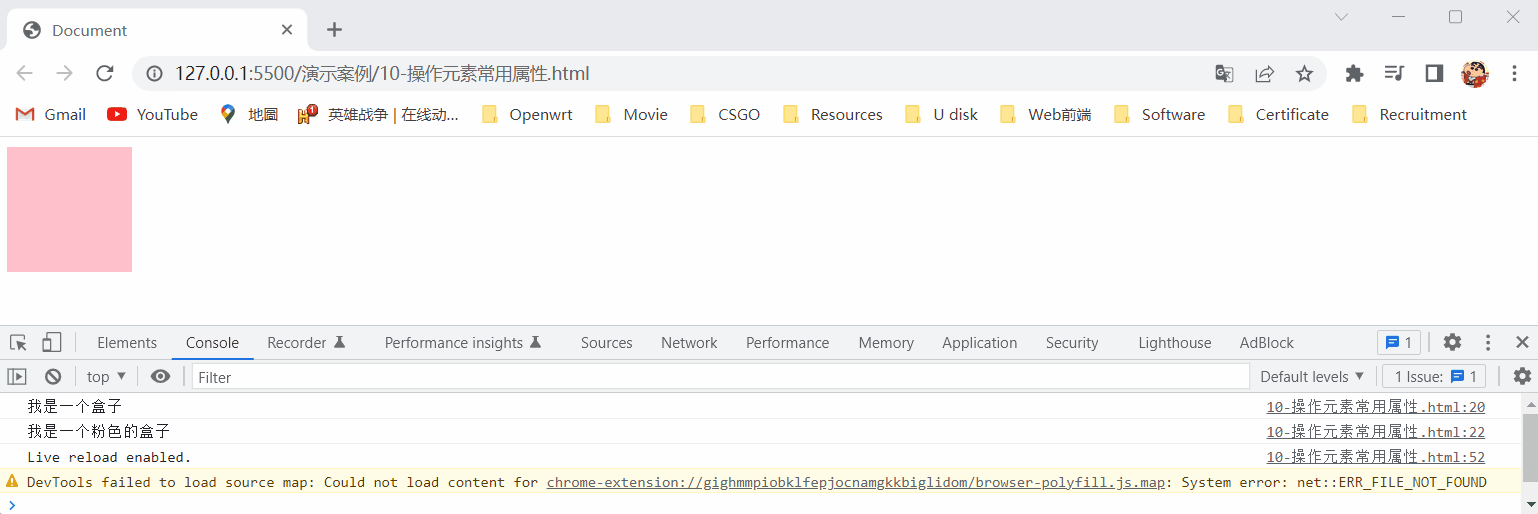 Document
127.0.0.1:5500/演示案例/10-操作元素常用属性.html
Gmail YouTube 地圖 英雄战争 | 在线动... Openwrt Movie CSGO Resources U disk Web前端 Software Certificate Recruitment
Elements Console Recorder Performance insights Sources Network Performance Memory Application Security Lighthouse AdBlock 1
top Filter Default levels 1 Issue: 1
我是一个盒子 10-操作元素常用属性.html:20
我是一个粉色的盒子 10-操作元素常用属性.html:22
Live reload enabled. 10-操作元素常用属性.html:52
DevTools failed to load source map: Could not load content for chrome-extension://gighmmpiobklfepjocnamgkkbiglidom/browser-polyfill.js.map: System error: net::ERR_FILE_NOT_FOUND